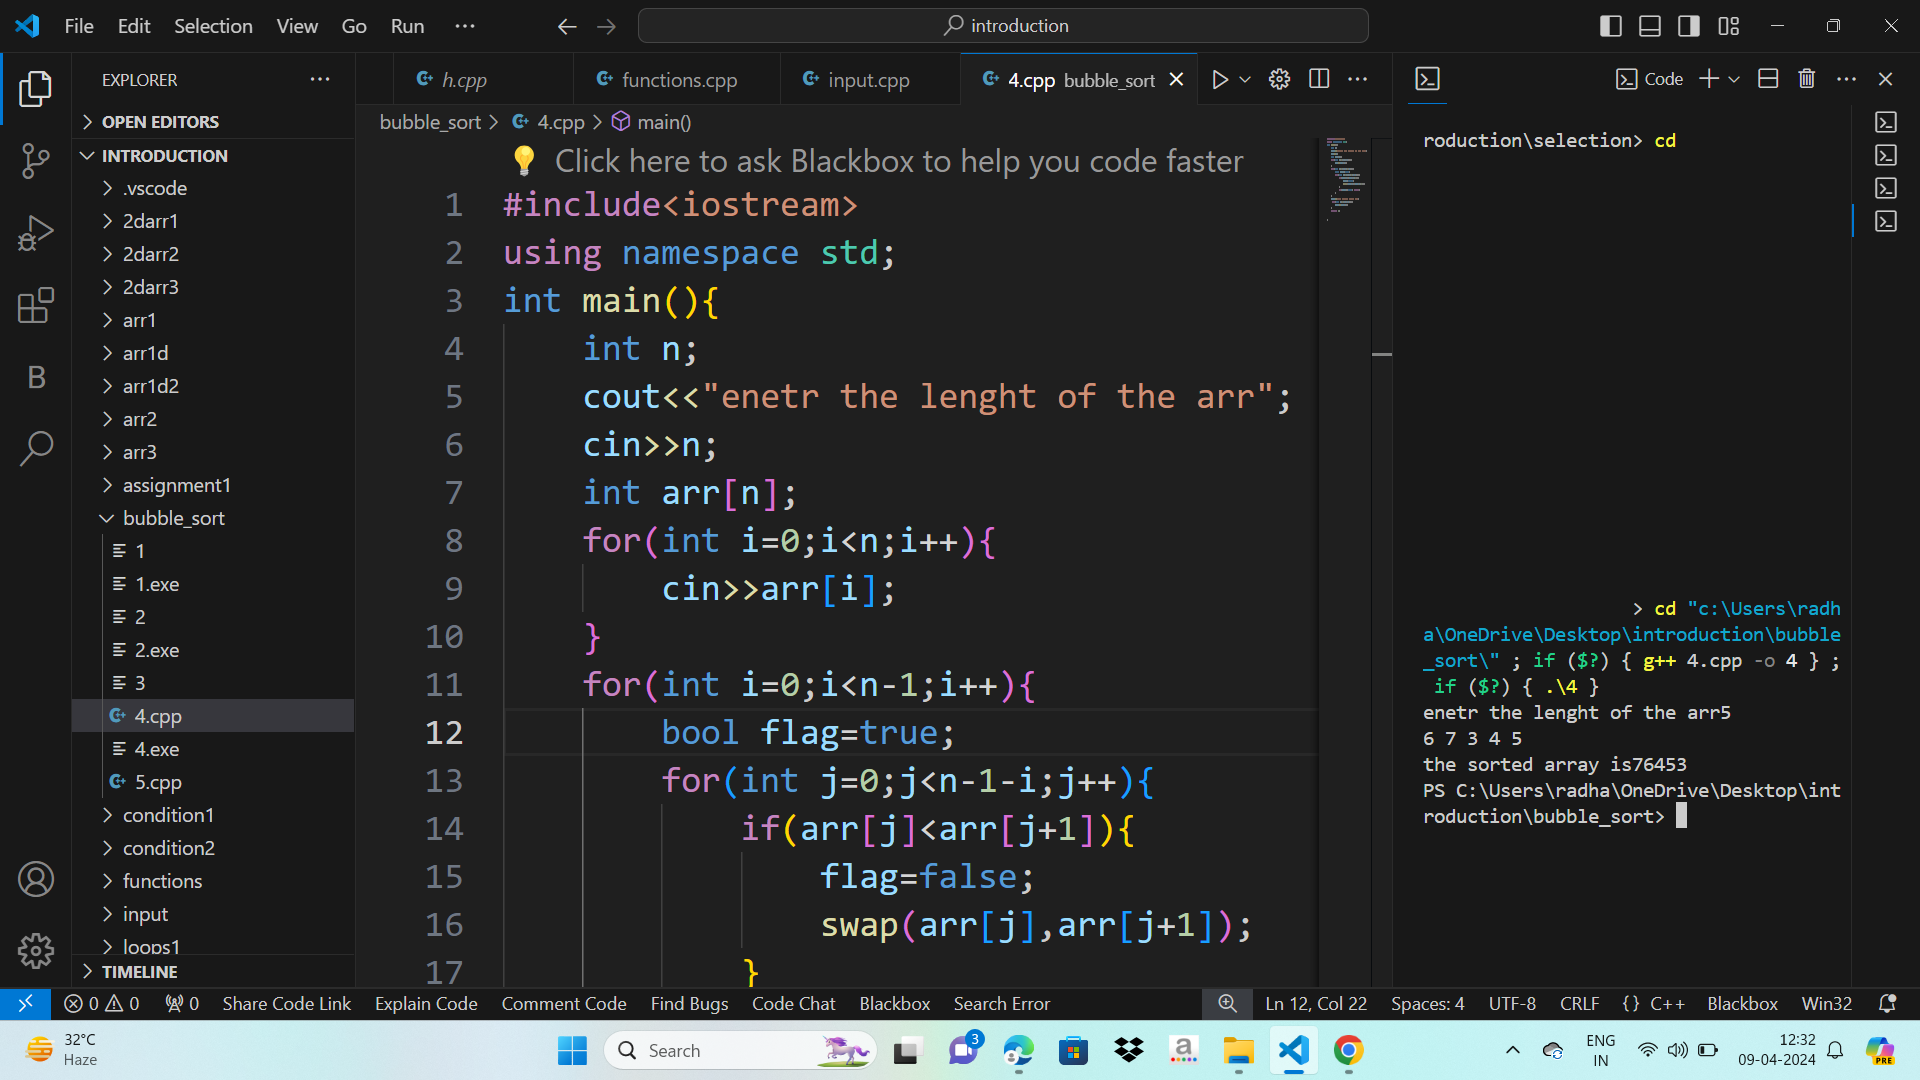 File Edit Selection View Go Run ··· introduction
EXPLORER
OPEN EDITORS
INTRODUCTION
.vscode
2darr1
2darr2
2darr3
arr1
arr1d
arr1d2
arr2
arr3
assignment1
bubble_sort
1
1.exe
2
2.exe
3
4.cpp
4.exe
5.cpp
condition1
condition2
functions
input
loops1
TIMELINE
h.cpp functions.cpp input.cpp 4.cpp bubble_sort
bubble_sort > 4.cpp > main()
Click here to ask Blackbox to help you code faster
1 #include<iostream>
2 using namespace std;
3 int main(){
4 int n;
5 cout<<"enetr the lenght of the arr";
6 cin>>n;
7 int arr[n];
8 for(int i=0;i<n;i++){
9 cin>>arr[i];
10 }
11 for(int i=0;i<n-1;i++){
12 bool flag=true;
13 for(int j=0;j<n-1-i;j++){
14 if(arr[j]<arr[j+1]){
15 flag=false;
16 swap(arr[j],arr[j+1]);
17 }
Code
roduction\selection> cd
> cd "c:\Users\radh
a\OneDrive\Desktop\introduction\bubble
_sort\" ; if ($?) { g++ 4.cpp -o 4 } ;
if ($?) { .\4 }
enetr the lenght of the arr5
6 7 3 4 5
the sorted array is76453
PS C:\Users\radha\OneDrive\Desktop\int
roduction\bubble_sort>
B
0 0 0 Share Code Link Explain Code Comment Code Find Bugs Code Chat Blackbox Search Error Ln 12, Col 22 Spaces: 4 UTF-8 CRLF {} C++ Blackbox Win32
32°C
Haze
Search
3
a
ENG
IN
12:32
09-04-2024
PRE